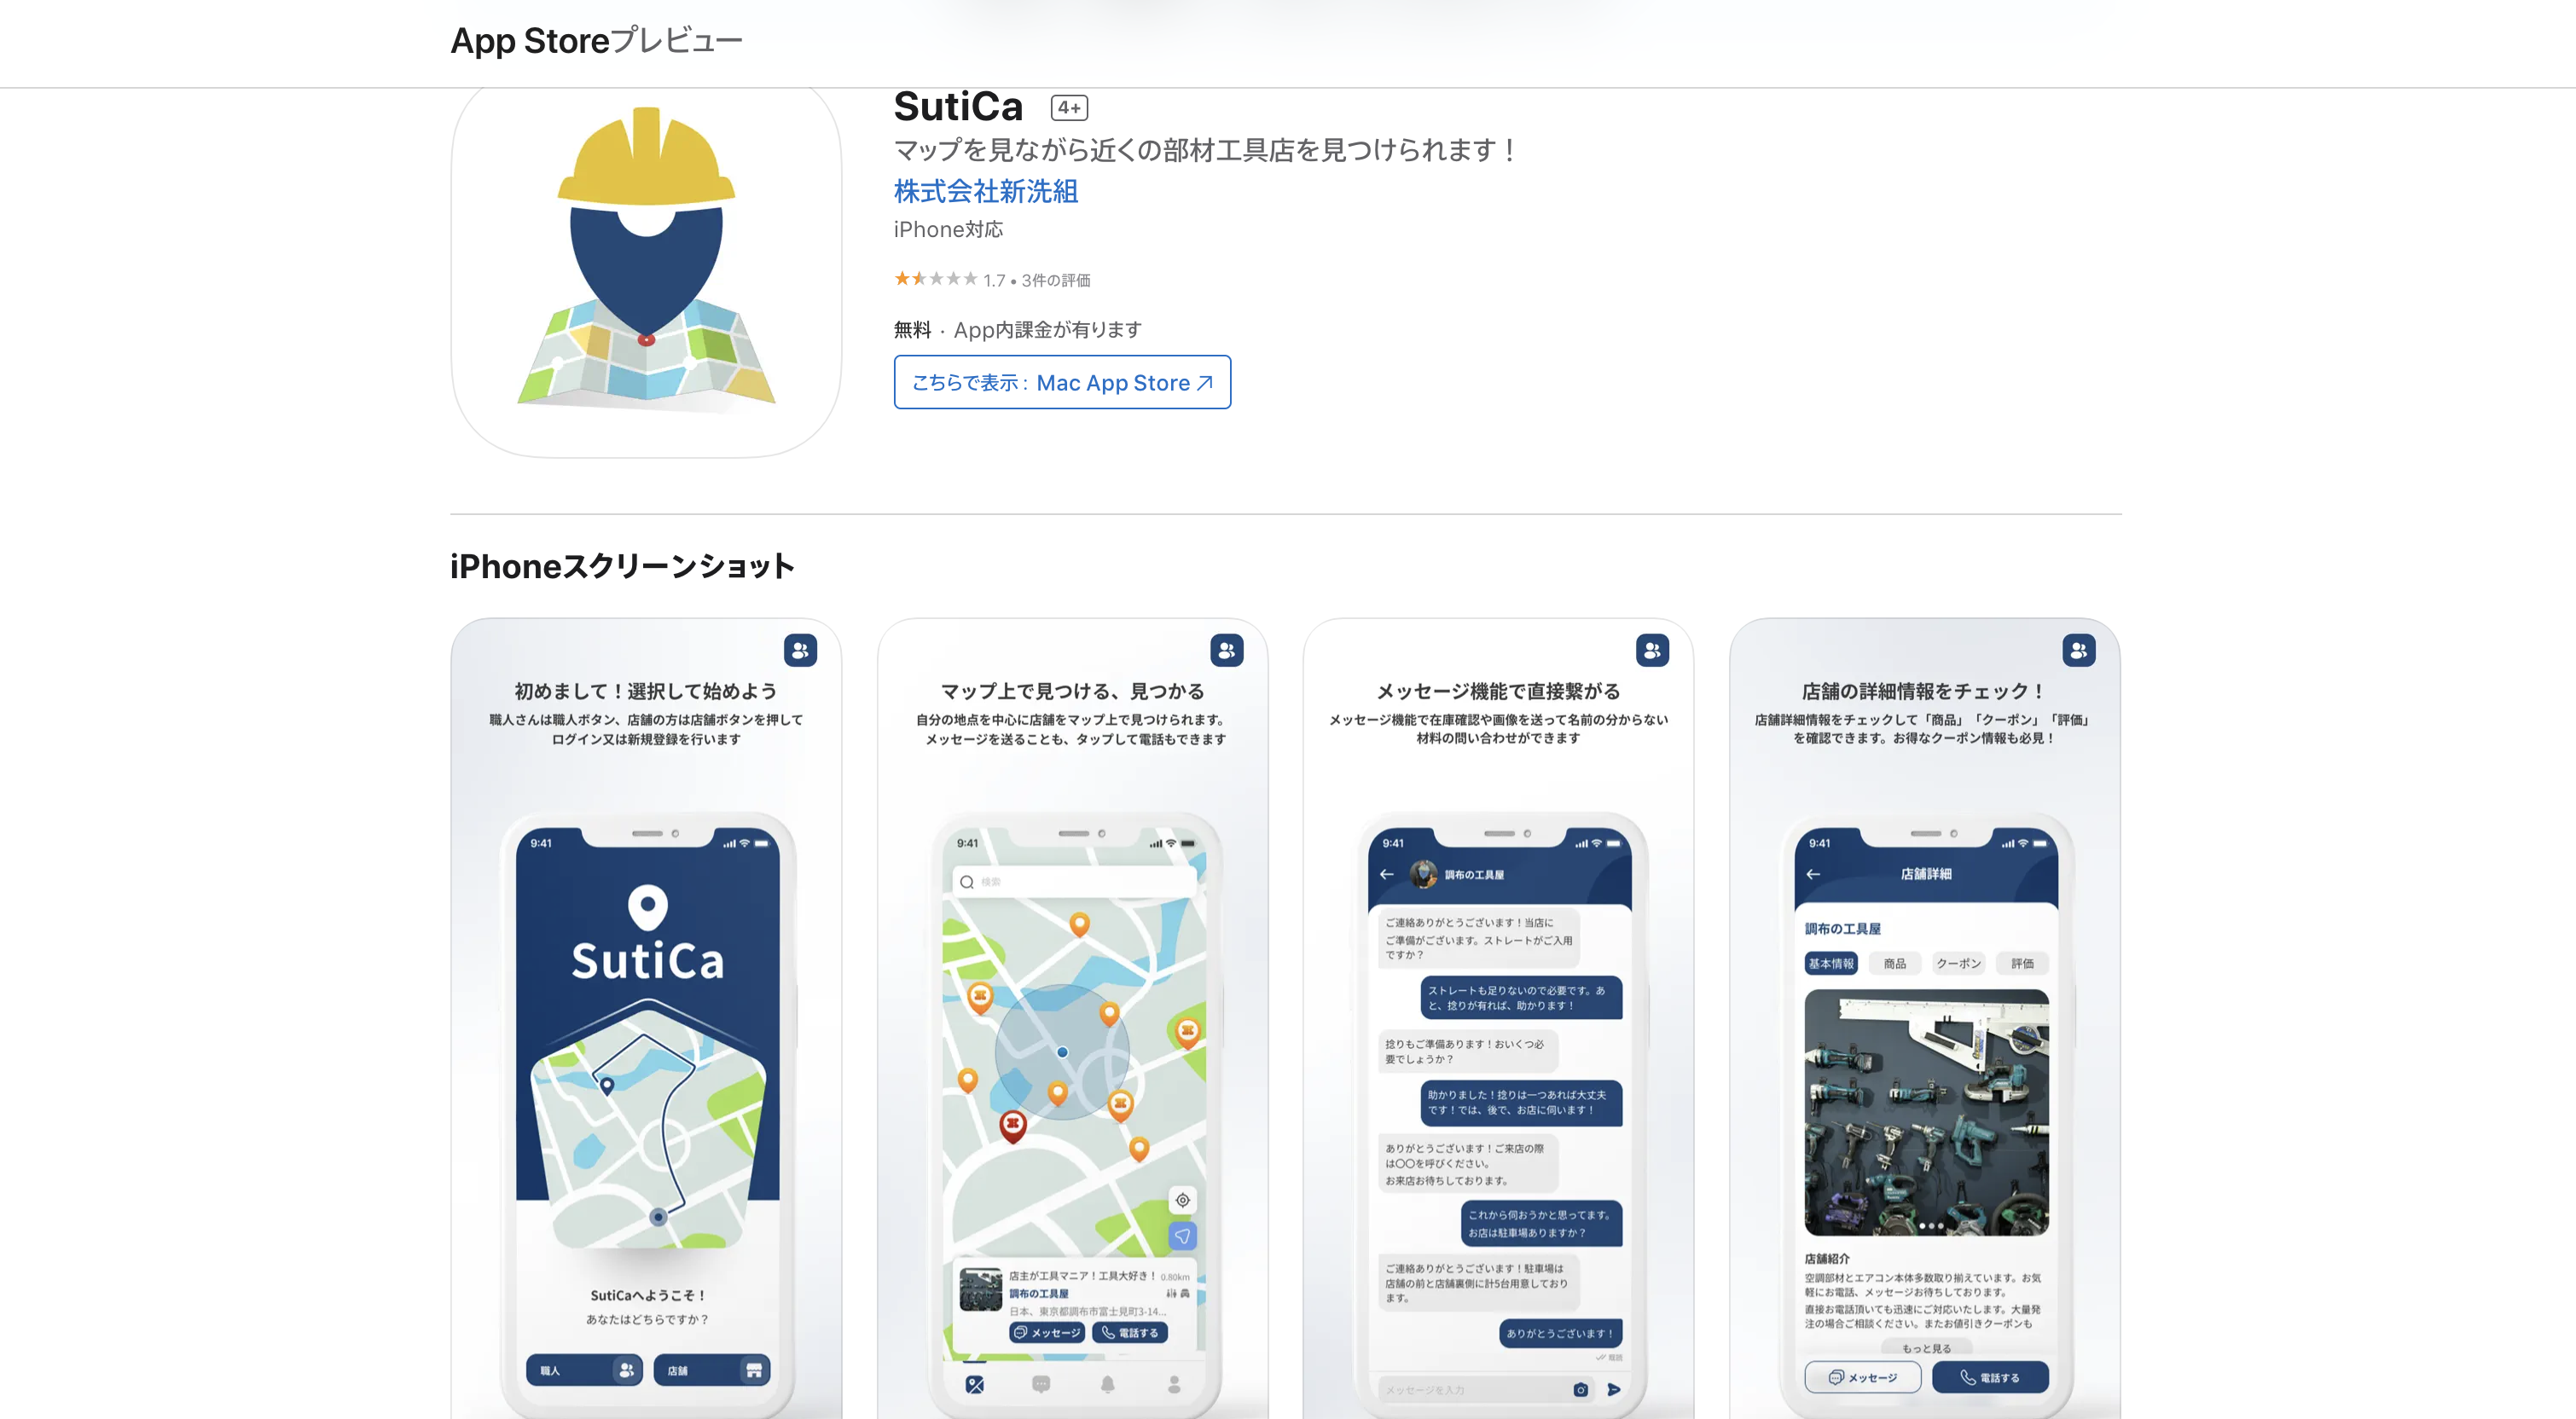 App Storeプレビュー
SutiCa 4+
マップを見ながら近くの部材工具店を見つけられます！
株式会社新洗組
iPhone対応
1.7 • 3件の評価
無料 · App内課金が有ります
こちらで表示： Mac App Store
iPhoneスクリーンショット
初めまして！選択して始めよう
職人さんは職人ボタン、店舗の方は店舗ボタンを押して
ログイン又は新規登録を行います
9:41
SutiCa
SutiCaへようこそ！
あなたはどちらですか？
職人
店舗
マップ上で見つける、見つかる
自分の地点を中心に店舗をマップ上で見つけられます。
メッセージを送ることも、タップして電話もできます
9:41
検索
店主が工具マニア！工具大好き！ 0.80km
調布の工具屋
日本、東京都調布市富士見町3-14...
メッセージ
電話する
メッセージ機能で直接繋がる
メッセージ機能で在庫確認や画像を送って名前の分からない
材料の問い合わせができます
9:41
調布の工具屋
ご連絡ありがとうございます！当店に
ご準備がございます。ストレートがご入用
ですか？
ストレートも足りないので必要です。あ
と、捻りが有れば、助かります！
捻りもご準備あります！おいくつ必
要でしょうか？
助かりました！捻りは一つあれば大丈夫
です！では、後で、お店に伺います！
ありがとうございます！ご来店の際
は〇〇を呼びください。
お来店お待ちしております。
これから伺おうかと思ってます。
お店は駐車場ありますか？
ご連絡ありがとうございます！駐車場は
店舗の前と店舗裏側に計5台用意しており
ます。
ありがとうございます！
既読
メッセージを入力
店舗の詳細情報をチェック！
店舗詳細情報をチェックして「商品」「クーポン」「評価」
を確認できます。お得なクーポン情報も必見！
9:41
店舗詳細
調布の工具屋
基本情報
商品
クーポン
評価
店舗紹介
空調部材とエアコン本体多数取り揃えています。お気
軽にお電話、メッセージお待ちしております。
直接お電話頂いても迅速にご対応いたします。大量発
注の場合ご相談ください。またお値引きクーポンも
もっと見る
メッセージ
電話する